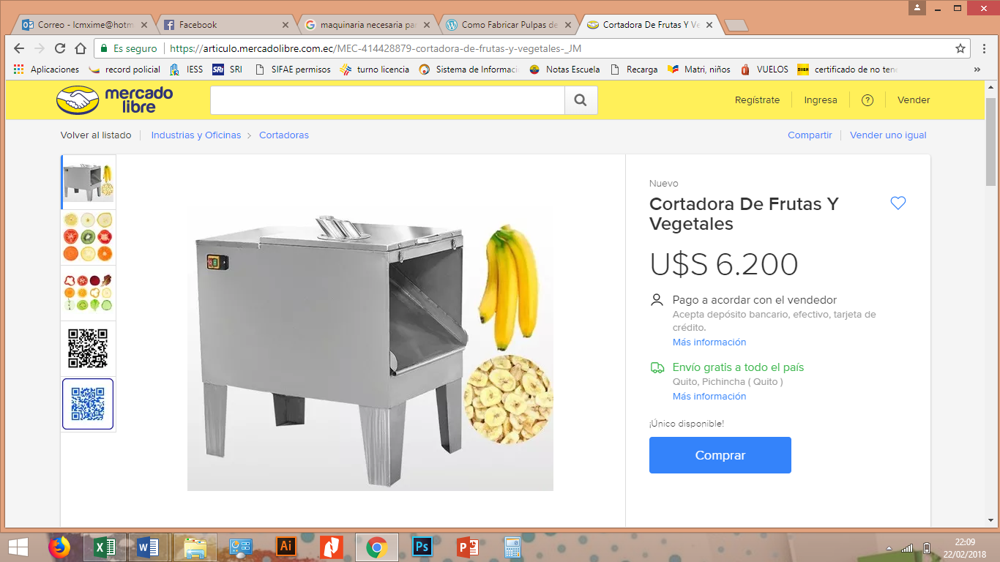 Correo - lcmxime@hotm
Facebook
maquinaria necesaria pa
Como Fabricar Pulpas de
Cortadora De Frutas Y Ve
Es seguro
https://articulo.mercadolibre.com.ec/MEC-414428879-cortadora-de-frutas-y-vegetales-_JM
Aplicaciones
record policial
IESS
SRi
SRI
SIFAE permisos
turno licencia
Sistema de Informaci
Notas Escuela
Recarga
Matri, niños
VUELOS
certificado de no tene
»
mercado
libre
Regístrate
Ingresa
?
Vender
Volver al listado
Industrias y Oficinas
Cortadoras
Compartir
Vender uno igual
Nuevo
Cortadora De Frutas Y
Vegetales
U$S 6.200
Pago a acordar con el vendedor
Acepta depósito bancario, efectivo, tarjeta de
crédito.
Más información
Envío gratis a todo el país
Quito, Pichincha ( Quito )
Más información
¡Único disponible!
Comprar
Ai
Ps
22:09
22/02/2018